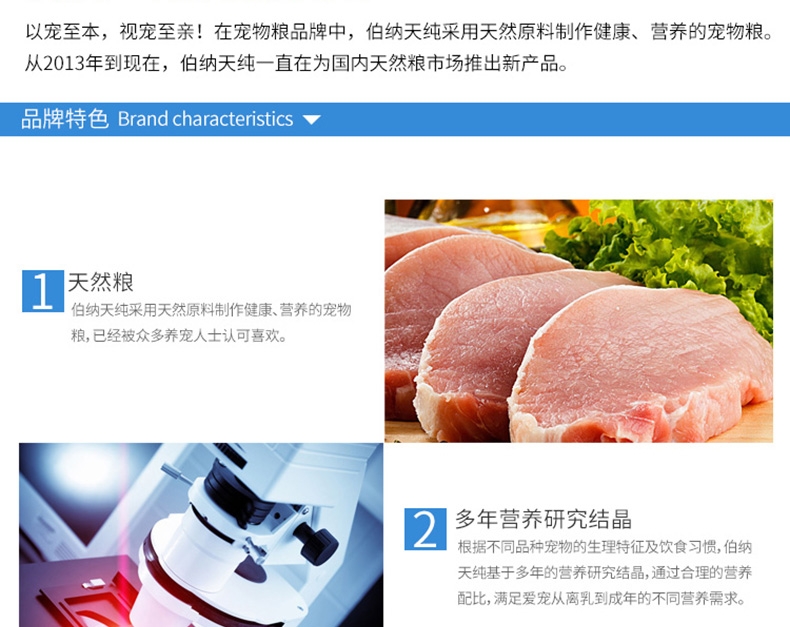 以宠至本，视宠至亲！在宠物粮品牌中，伯纳天纯采用天然原料制作健康、营养的宠物粮。
从2013年到现在，伯纳天纯一直在为国内天然粮市场推出新产品。
品牌特色 Brand characteristics
1 天然粮
伯纳天纯采用天然原料制作健康、营养的宠物
粮，已经被众多养宠人士认可喜欢。
2 多年营养研究结晶
根据不同品种宠物的生理特征及饮食习惯，伯纳
天纯基于多年的营养研究结晶，通过合理的营养
配比，满足爱宠从离乳到成年的不同营养需求。